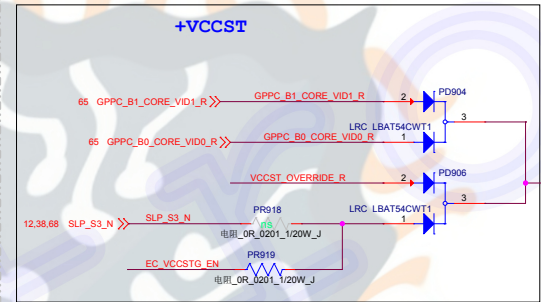 +VCCST
PD904
65 GPPC_B1_CORE_VID1_R GPPC_B1_CORE_VID1_R 2
3
LRC LBAT54CWT1
65 GPPC_B0_CORE_VID0_R GPPC_B0_CORE_VID0_R 1
PD906
VCCST_OVERRIDE_R 2
3
LRC LBAT54CWT1
PR918
12,38,68 SLP_S3_N SLP_S3_N ns 1
电阻_0R_0201_1/20W_J
PR919
EC_VCCSTG_EN
电阻_0R_0201_1/20W_J